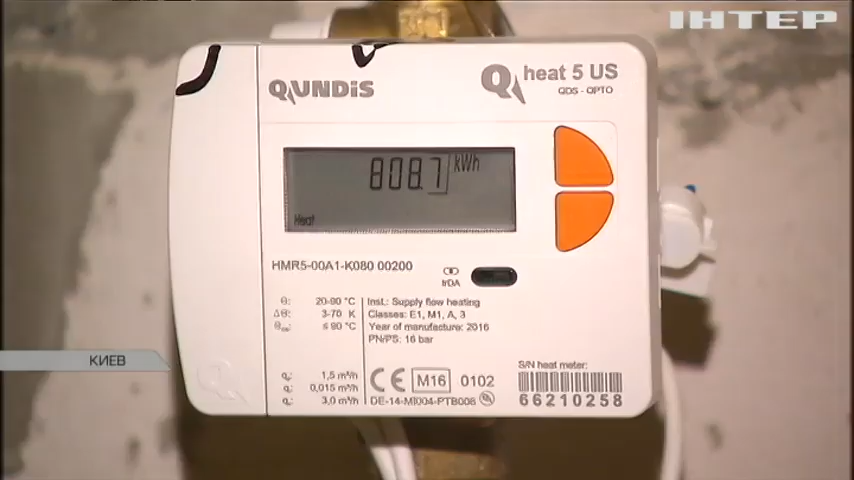 ІНТЕР
QUNDIS
Q heat 5 US
QDS - OPTO
808.7 kWh
Heat
HMR5-00A1-K080 00200
IrDA
Θ: 20-90 °C
ΔΘ: 3-70 K
≤ 90 °C
Inst.: Supply flow heating
Classes: E1, M1, A, 3
Year of manufacture: 2016
PN/PS: 16 bar
КИЕВ
1,5 m³/h
0,015 m³/h
3,0 m³/h
CE M16 0102
DE-14-MI004-PTB008
S/N heat meter:
66210258